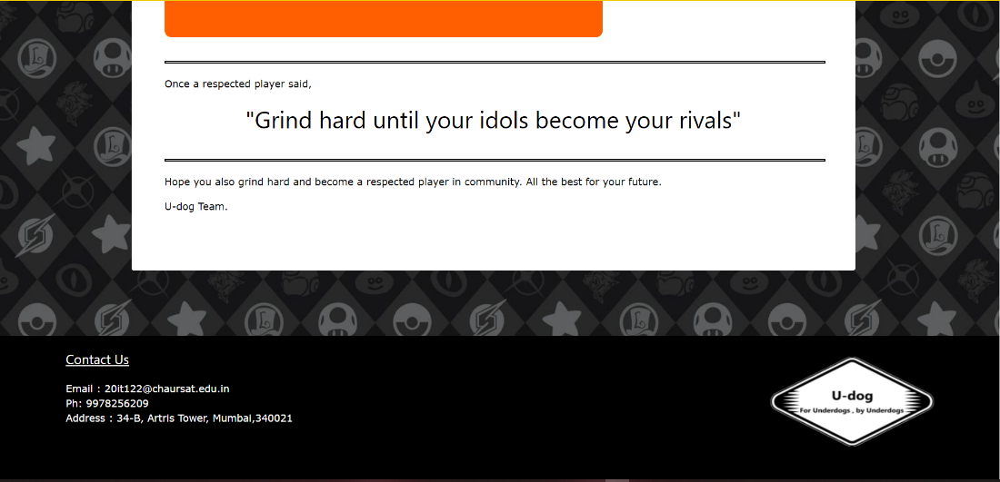 Once a respected player said,
"Grind hard until your idols become your rivals"
Hope you also grind hard and become a respected player in community. All the best for your future.
U-dog Team.
Contact Us
Email : 20it122@chaursat.edu.in
Ph: 9978256209
Address : 34-B, Artris Tower, Mumbai,340021
U-dog
For Underdogs , by Underdogs